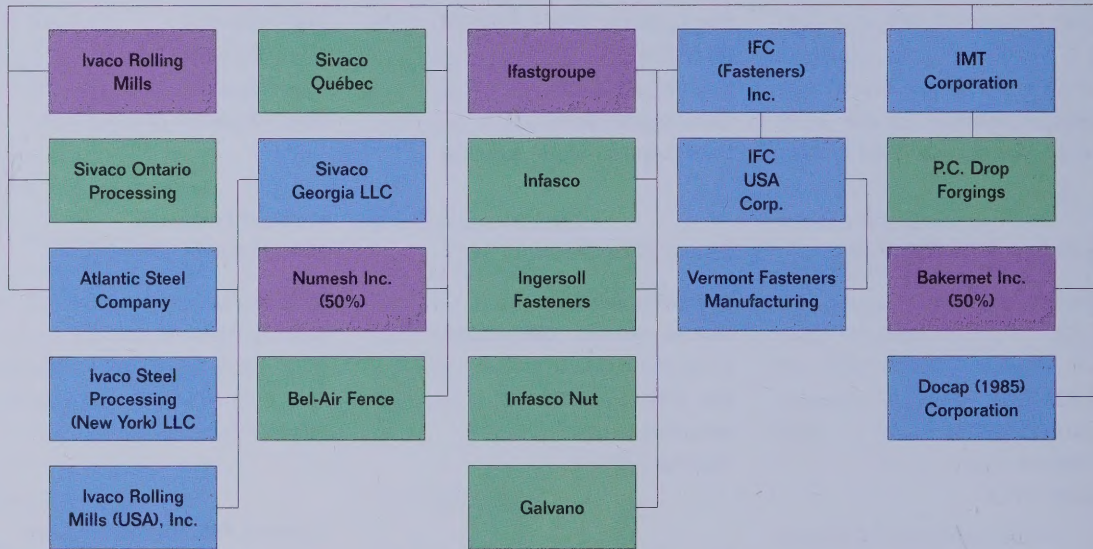 Ivaco Rolling
Mills
Sivaco
Québec
Ifastgroupe
IFC
(Fasteners)
Inc.
IMT
Corporation
Sivaco Ontario
Processing
Sivaco
Georgia LLC
Infasco
IFC
USA
Corp.
P.C. Drop
Forgings
Atlantic Steel
Company
Numesh Inc.
(50%)
Ingersoll
Fasteners
Vermont Fasteners
Manufacturing
Bakermet Inc.
(50%)
Ivaco Steel
Processing
(New York) LLC
Bel-Air Fence
Infasco Nut
Docap (1985)
Corporation
Ivaco Rolling
Mills (USA), Inc.
Galvano